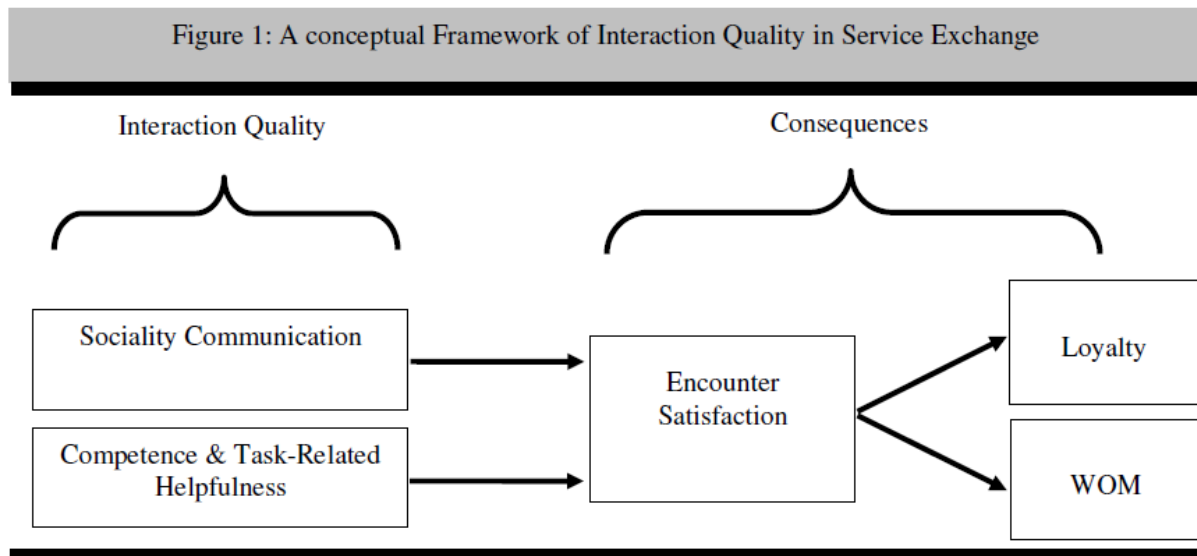 Figure 1: A conceptual Framework of Interaction Quality in Service Exchange
Interaction Quality
Consequences
Sociality Communication
Competence & Task-Related
Helpfulness
Encounter
Satisfaction
Loyalty
WOM